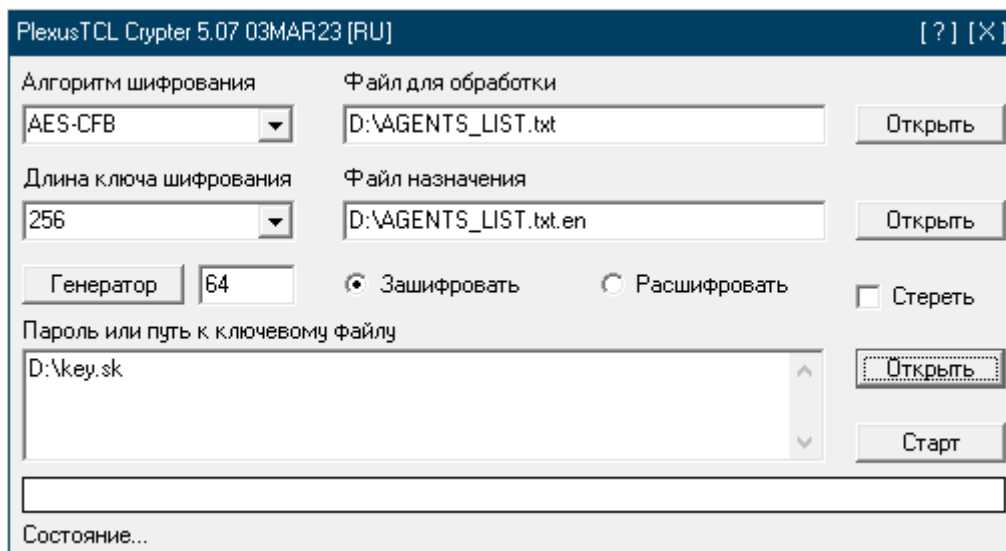 PlexusTCL Crypter 5.07 03MAR23 [RU] [ ? ] [X]
Алгоритм шифрования Файл для обработки
AES-CFB D:\AGENTS_LIST.txt Открыть
Длина ключа шифрования Файл назначения
256 D:\AGENTS_LIST.txt.en Открыть
Генератор 64 Зашифровать Расшифровать Стереть
Пароль или путь к ключевому файлу
D:\key.sk Открыть
Старт
Состояние...